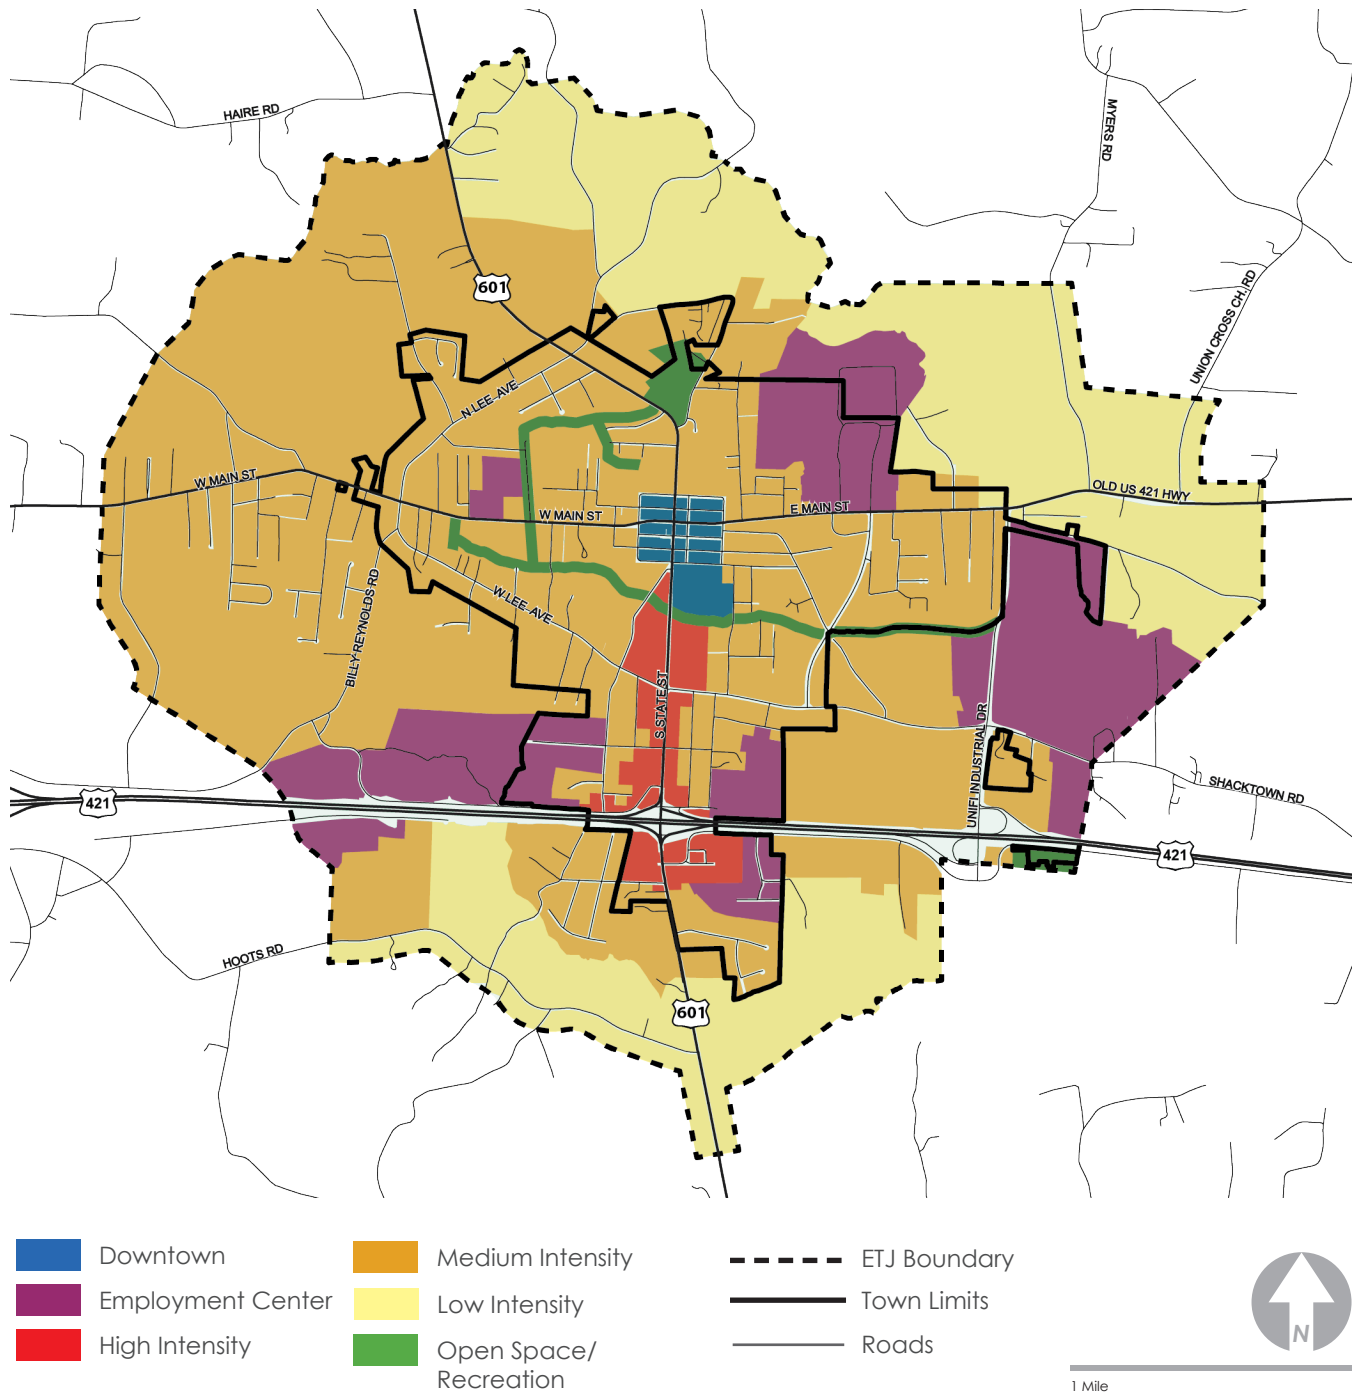 HAIRE RD
MYERS RD
UNION CROSS CH. RD
601
N LEE AVE
W MAIN ST
OLD US 421 HWY
W MAIN ST
E MAIN ST
W LEE AVE
BILLY REYNOLDS RD
S STATE ST
UNIFI INDUSTRIAL DR
SHACKTOWN RD
421
421
HOOTS RD
601
Downtown
Employment Center
High Intensity
Medium Intensity
Low Intensity
Open Space/
Recreation
ETJ Boundary
Town Limits
Roads
N
1 Mile